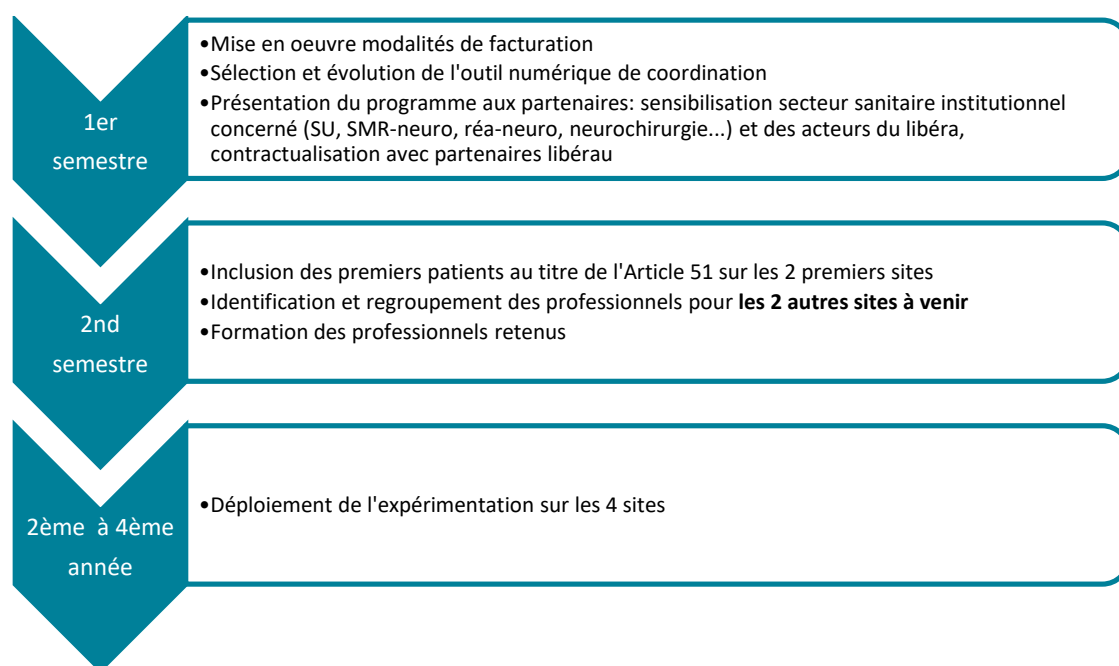 1er
semestre
•Mise en oeuvre modalités de facturation
•Sélection et évolution de l'outil numérique de coordination
•Présentation du programme aux partenaires: sensibilisation secteur sanitaire institutionnel
concerné (SU, SMR-neuro, réa-neuro, neurochirurgie...) et des acteurs du libéra,
contractualisation avec partenaires libérau
2nd
semestre
•Inclusion des premiers patients au titre de l'Article 51 sur les 2 premiers sites
•Identification et regroupement des professionnels pour les 2 autres sites à venir
•Formation des professionnels retenus
2ème à 4ème
année
•Déploiement de l'expérimentation sur les 4 sites